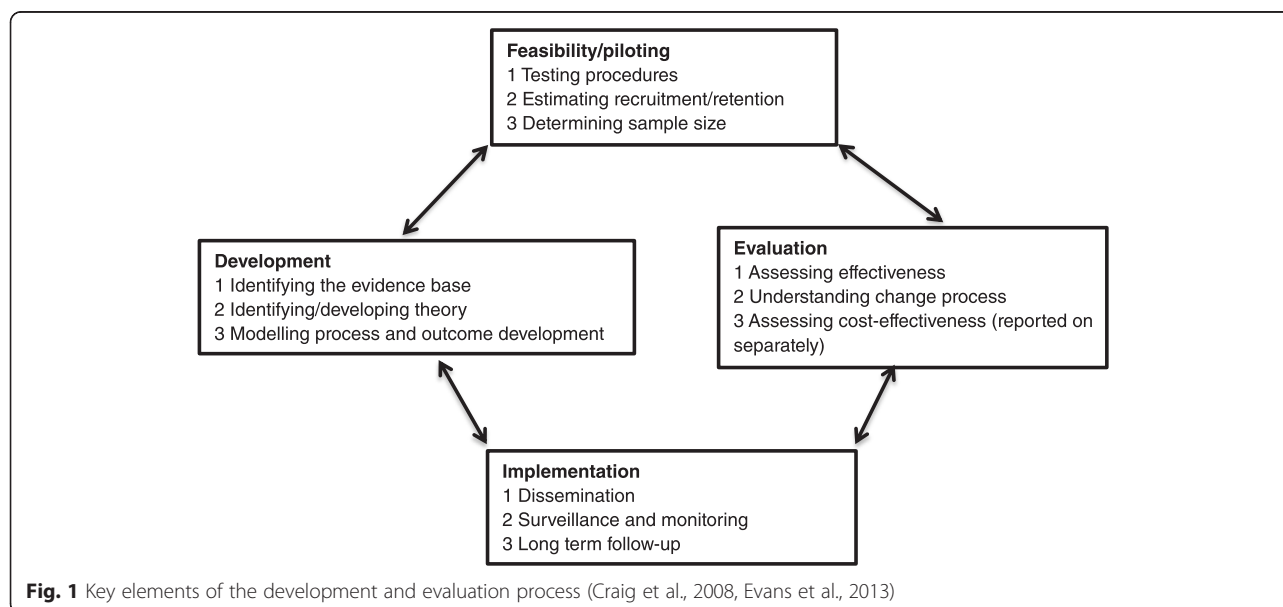 Feasibility/piloting
1 Testing procedures
2 Estimating recruitment/retention
3 Determining sample size
Development
1 Identifying the evidence base
2 Identifying/developing theory
3 Modelling process and outcome development
Evaluation
1 Assessing effectiveness
2 Understanding change process
3 Assessing cost-effectiveness (reported on
separately)
Implementation
1 Dissemination
2 Surveillance and monitoring
3 Long term follow-up
Fig. 1 Key elements of the development and evaluation process (Craig et al., 2008, Evans et al., 2013)